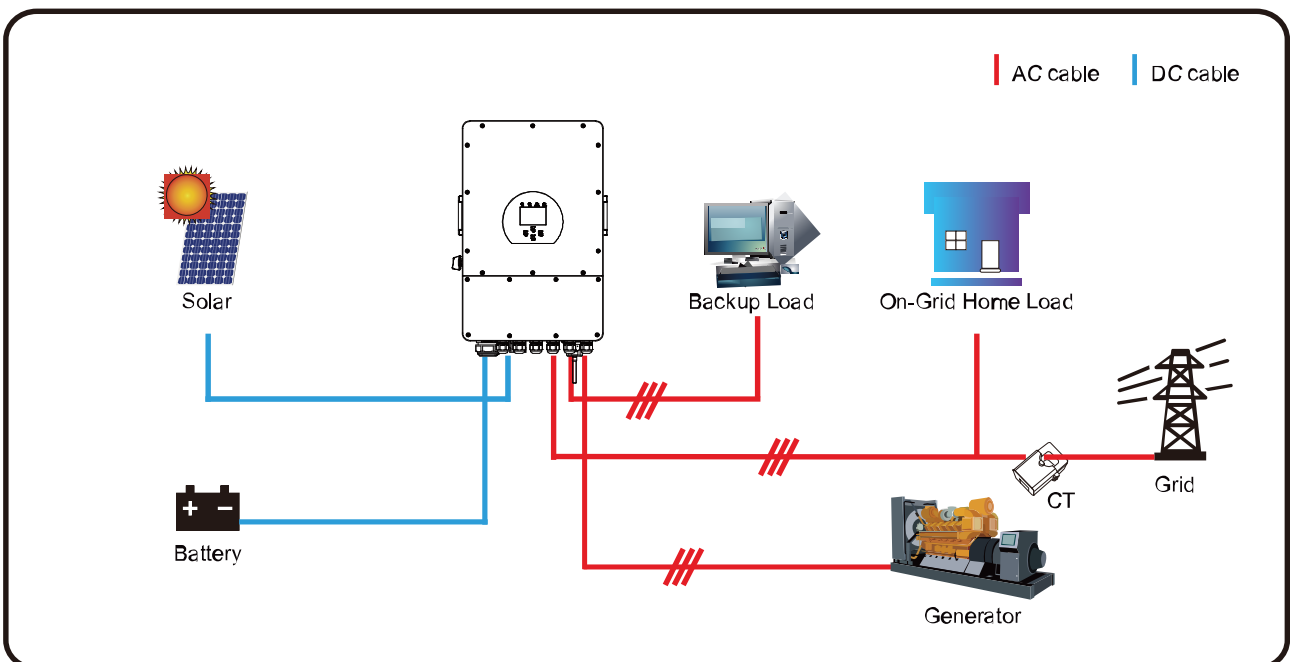 AC cable
DC cable
Solar
Backup Load
On-Grid Home Load
Battery
CT
Grid
Generator